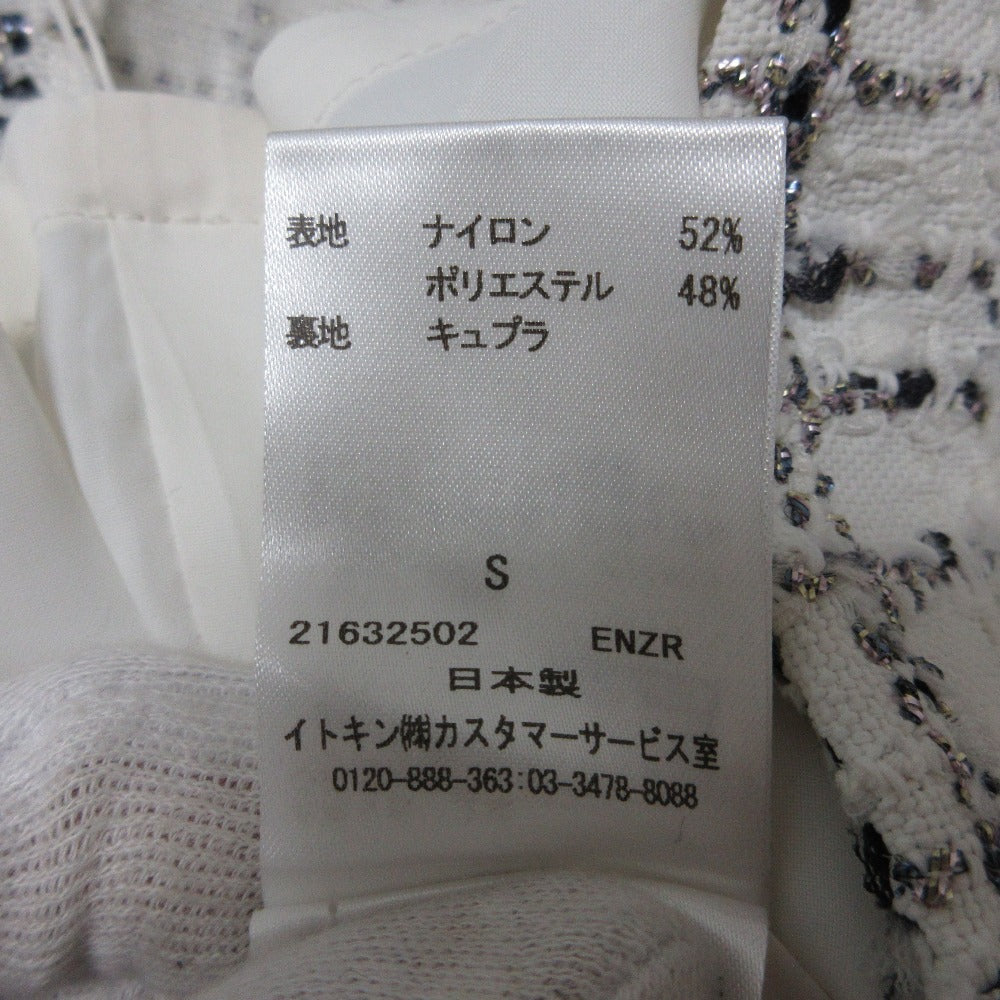 表地 ナイロン 52%
ポリエステル 48%
裏地 キュプラ
S
21632502 ENZR
日本製
イトキン㈱カスタマーサービス室
0120-888-363:03-3478-8088